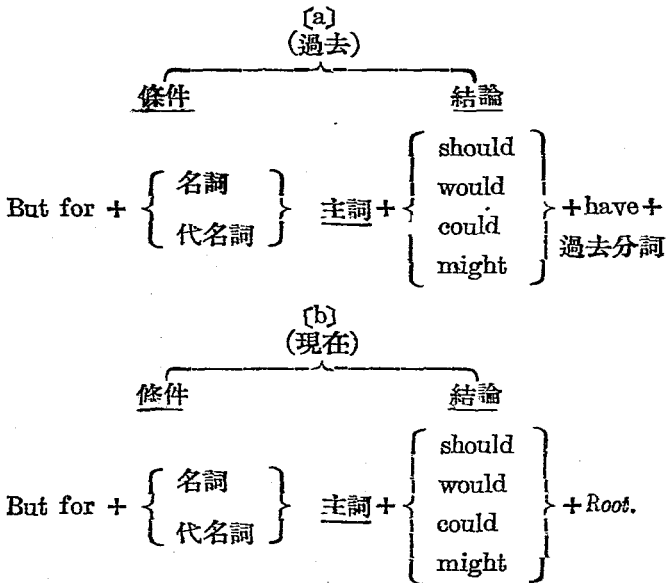 [a]
(過去)
條件 結論
But for + { 名詞 代名詞 } 主詞 + { should would could might } +have+ 過去分詞
[b]
(現在)
條件 結論
But for + { 名詞 代名詞 } 主詞 + { should would could might } +Root.